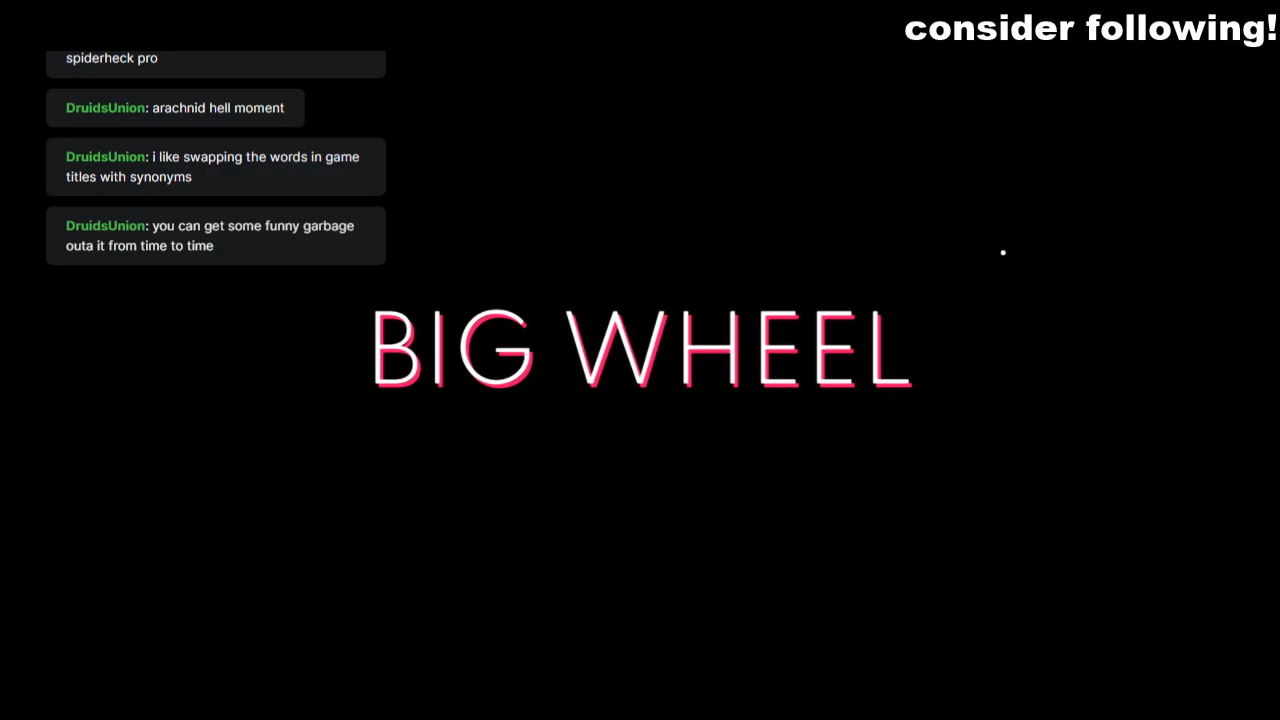 consider following!
spiderheck pro
DruidsUnion: arachnid hell moment
DruidsUnion: i like swapping the words in game
titles with synonyms
DruidsUnion: you can get some funny garbage
outa it from time to time
BIG WHEEL